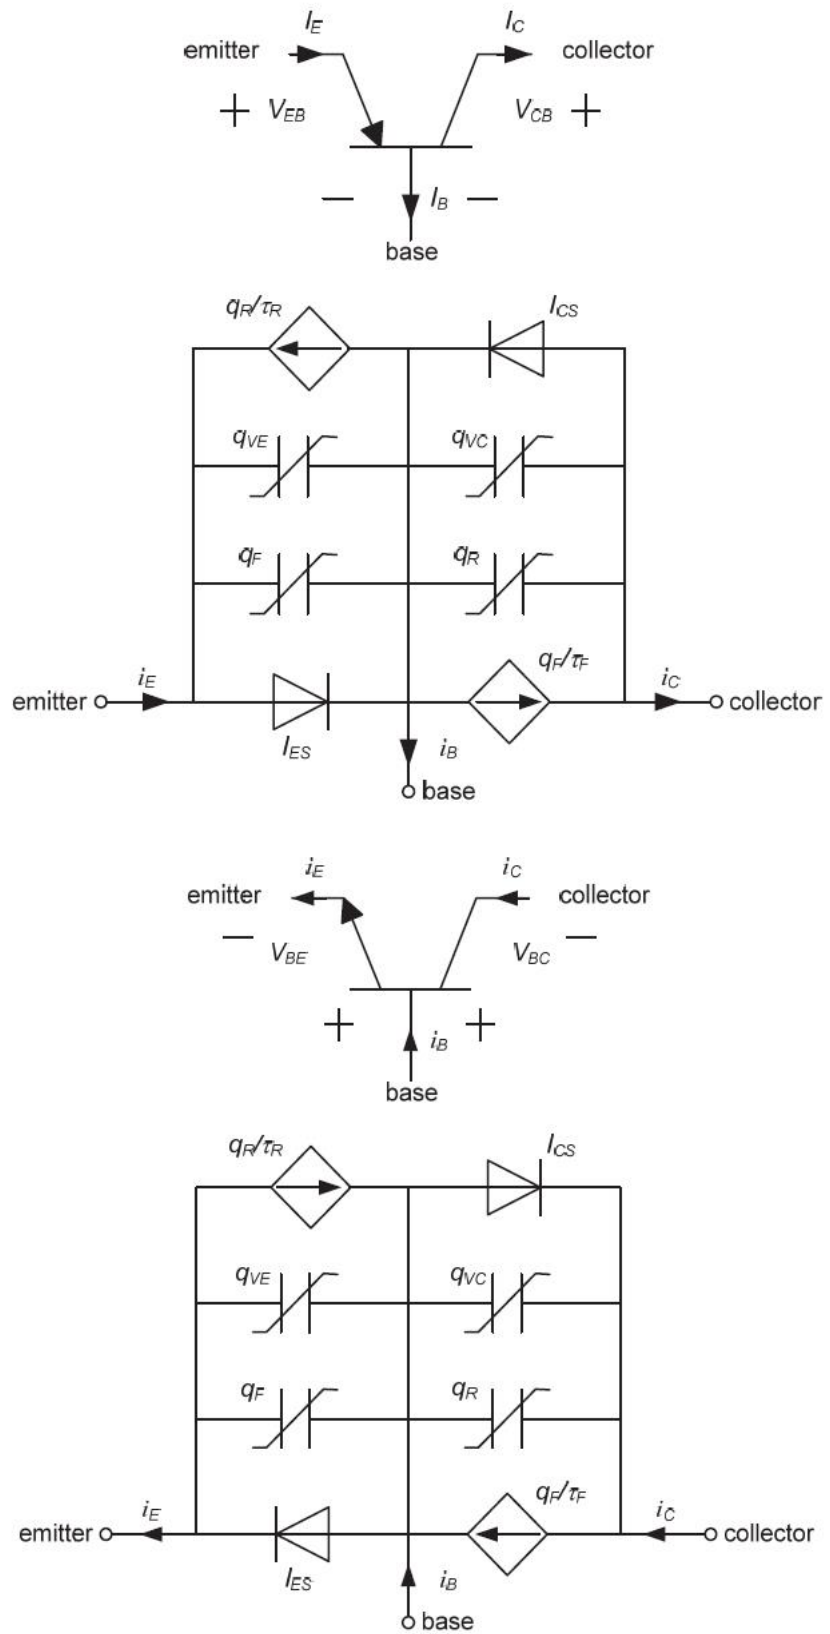 I_E I_C
emitter collector
+ V_EB V_CB +
− I_B −
base
q_R/τ_R I_CS
q_VE q_VC
q_F q_R
q_F/τ_F
i_E i_C
emitter collector
I_ES i_B
base
i_E i_C
emitter collector
− V_BE V_BC −
+ i_B +
base
q_R/τ_R I_CS
q_VE q_VC
q_F q_R
q_F/τ_F
i_E i_C
emitter collector
I_ES i_B
base